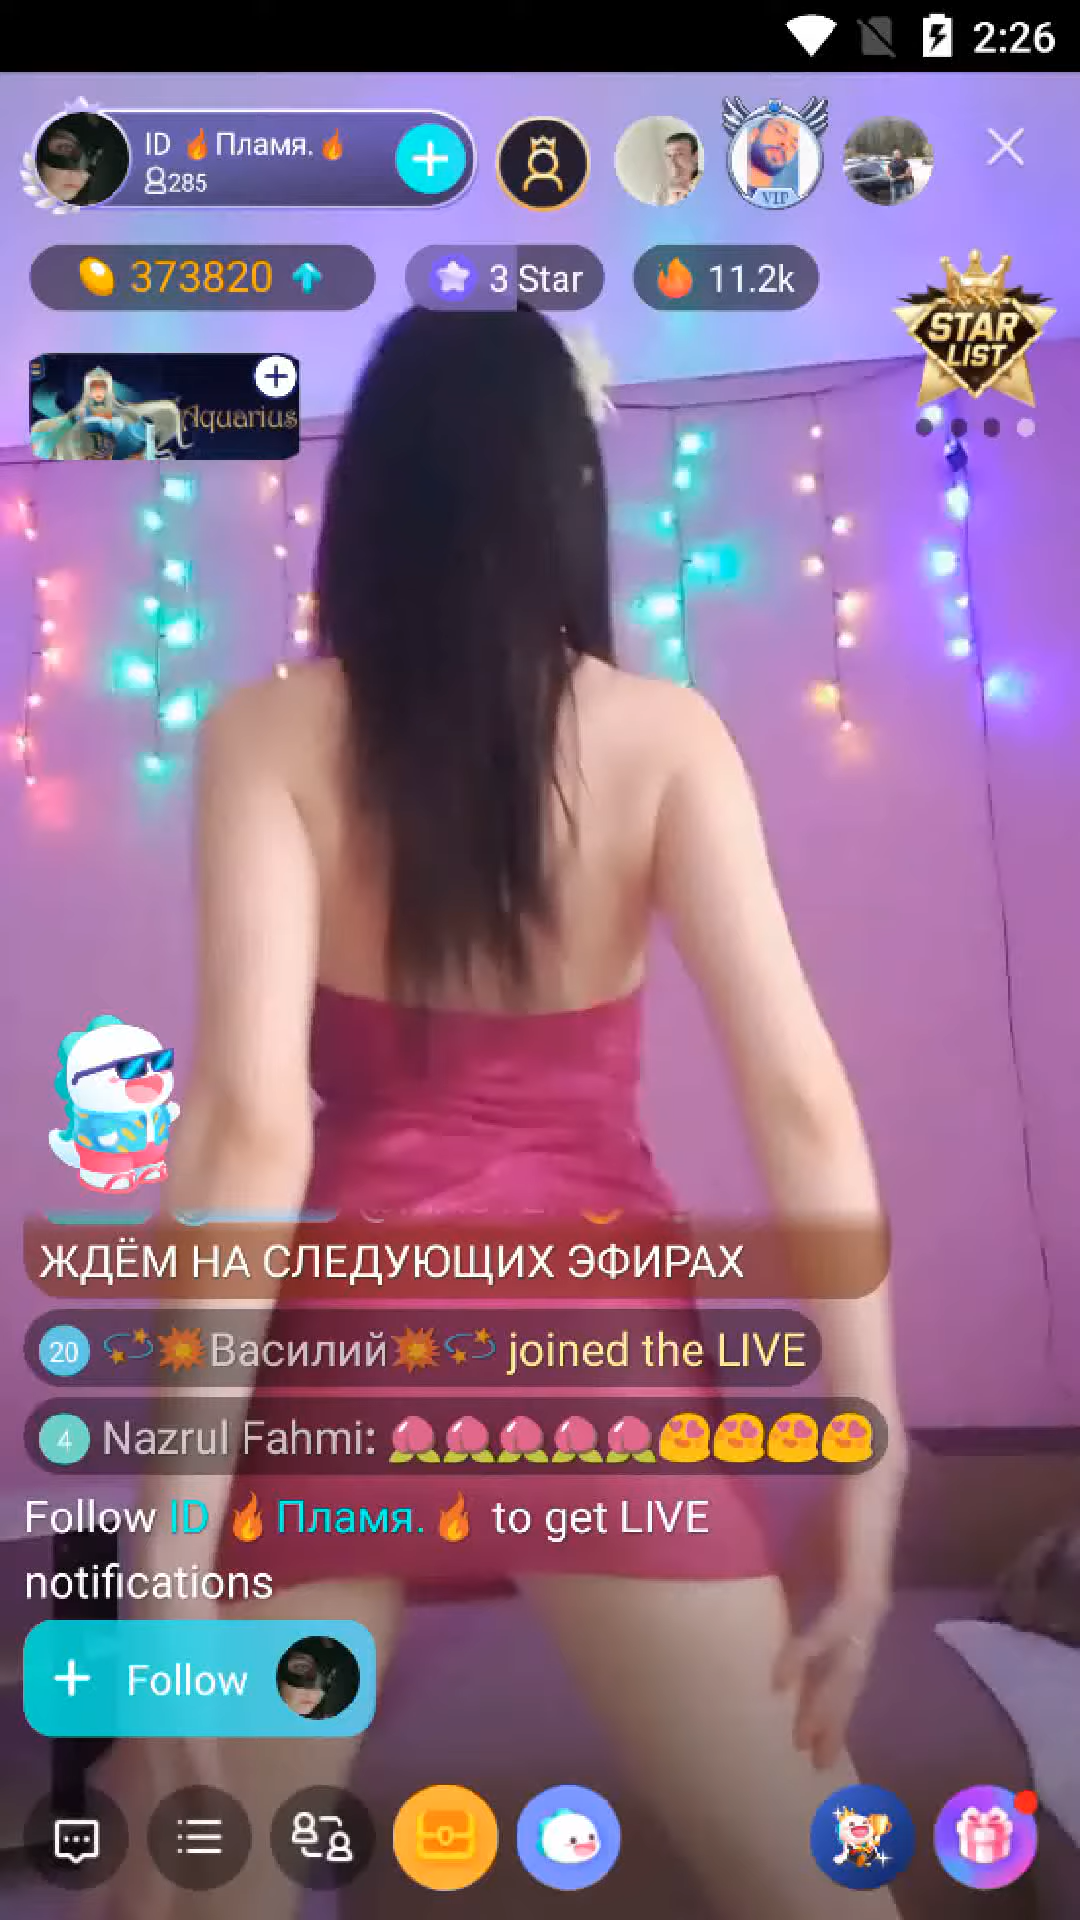 2:26
ID 🔥Пламя.🔥
285
VIP
373820
3 Star
11.2k
STAR
LIST
Aquarius
ЖДЁМ НА СЛЕДУЮЩИХ ЭФИРАХ
20 💫💥Василий💥💫 joined the LIVE
4 Nazrul Fahmi: 🍑🍑🍑🍑🍑😍😍😍😍
Follow ID 🔥Пламя.🔥 to get LIVE
notifications
+ Follow